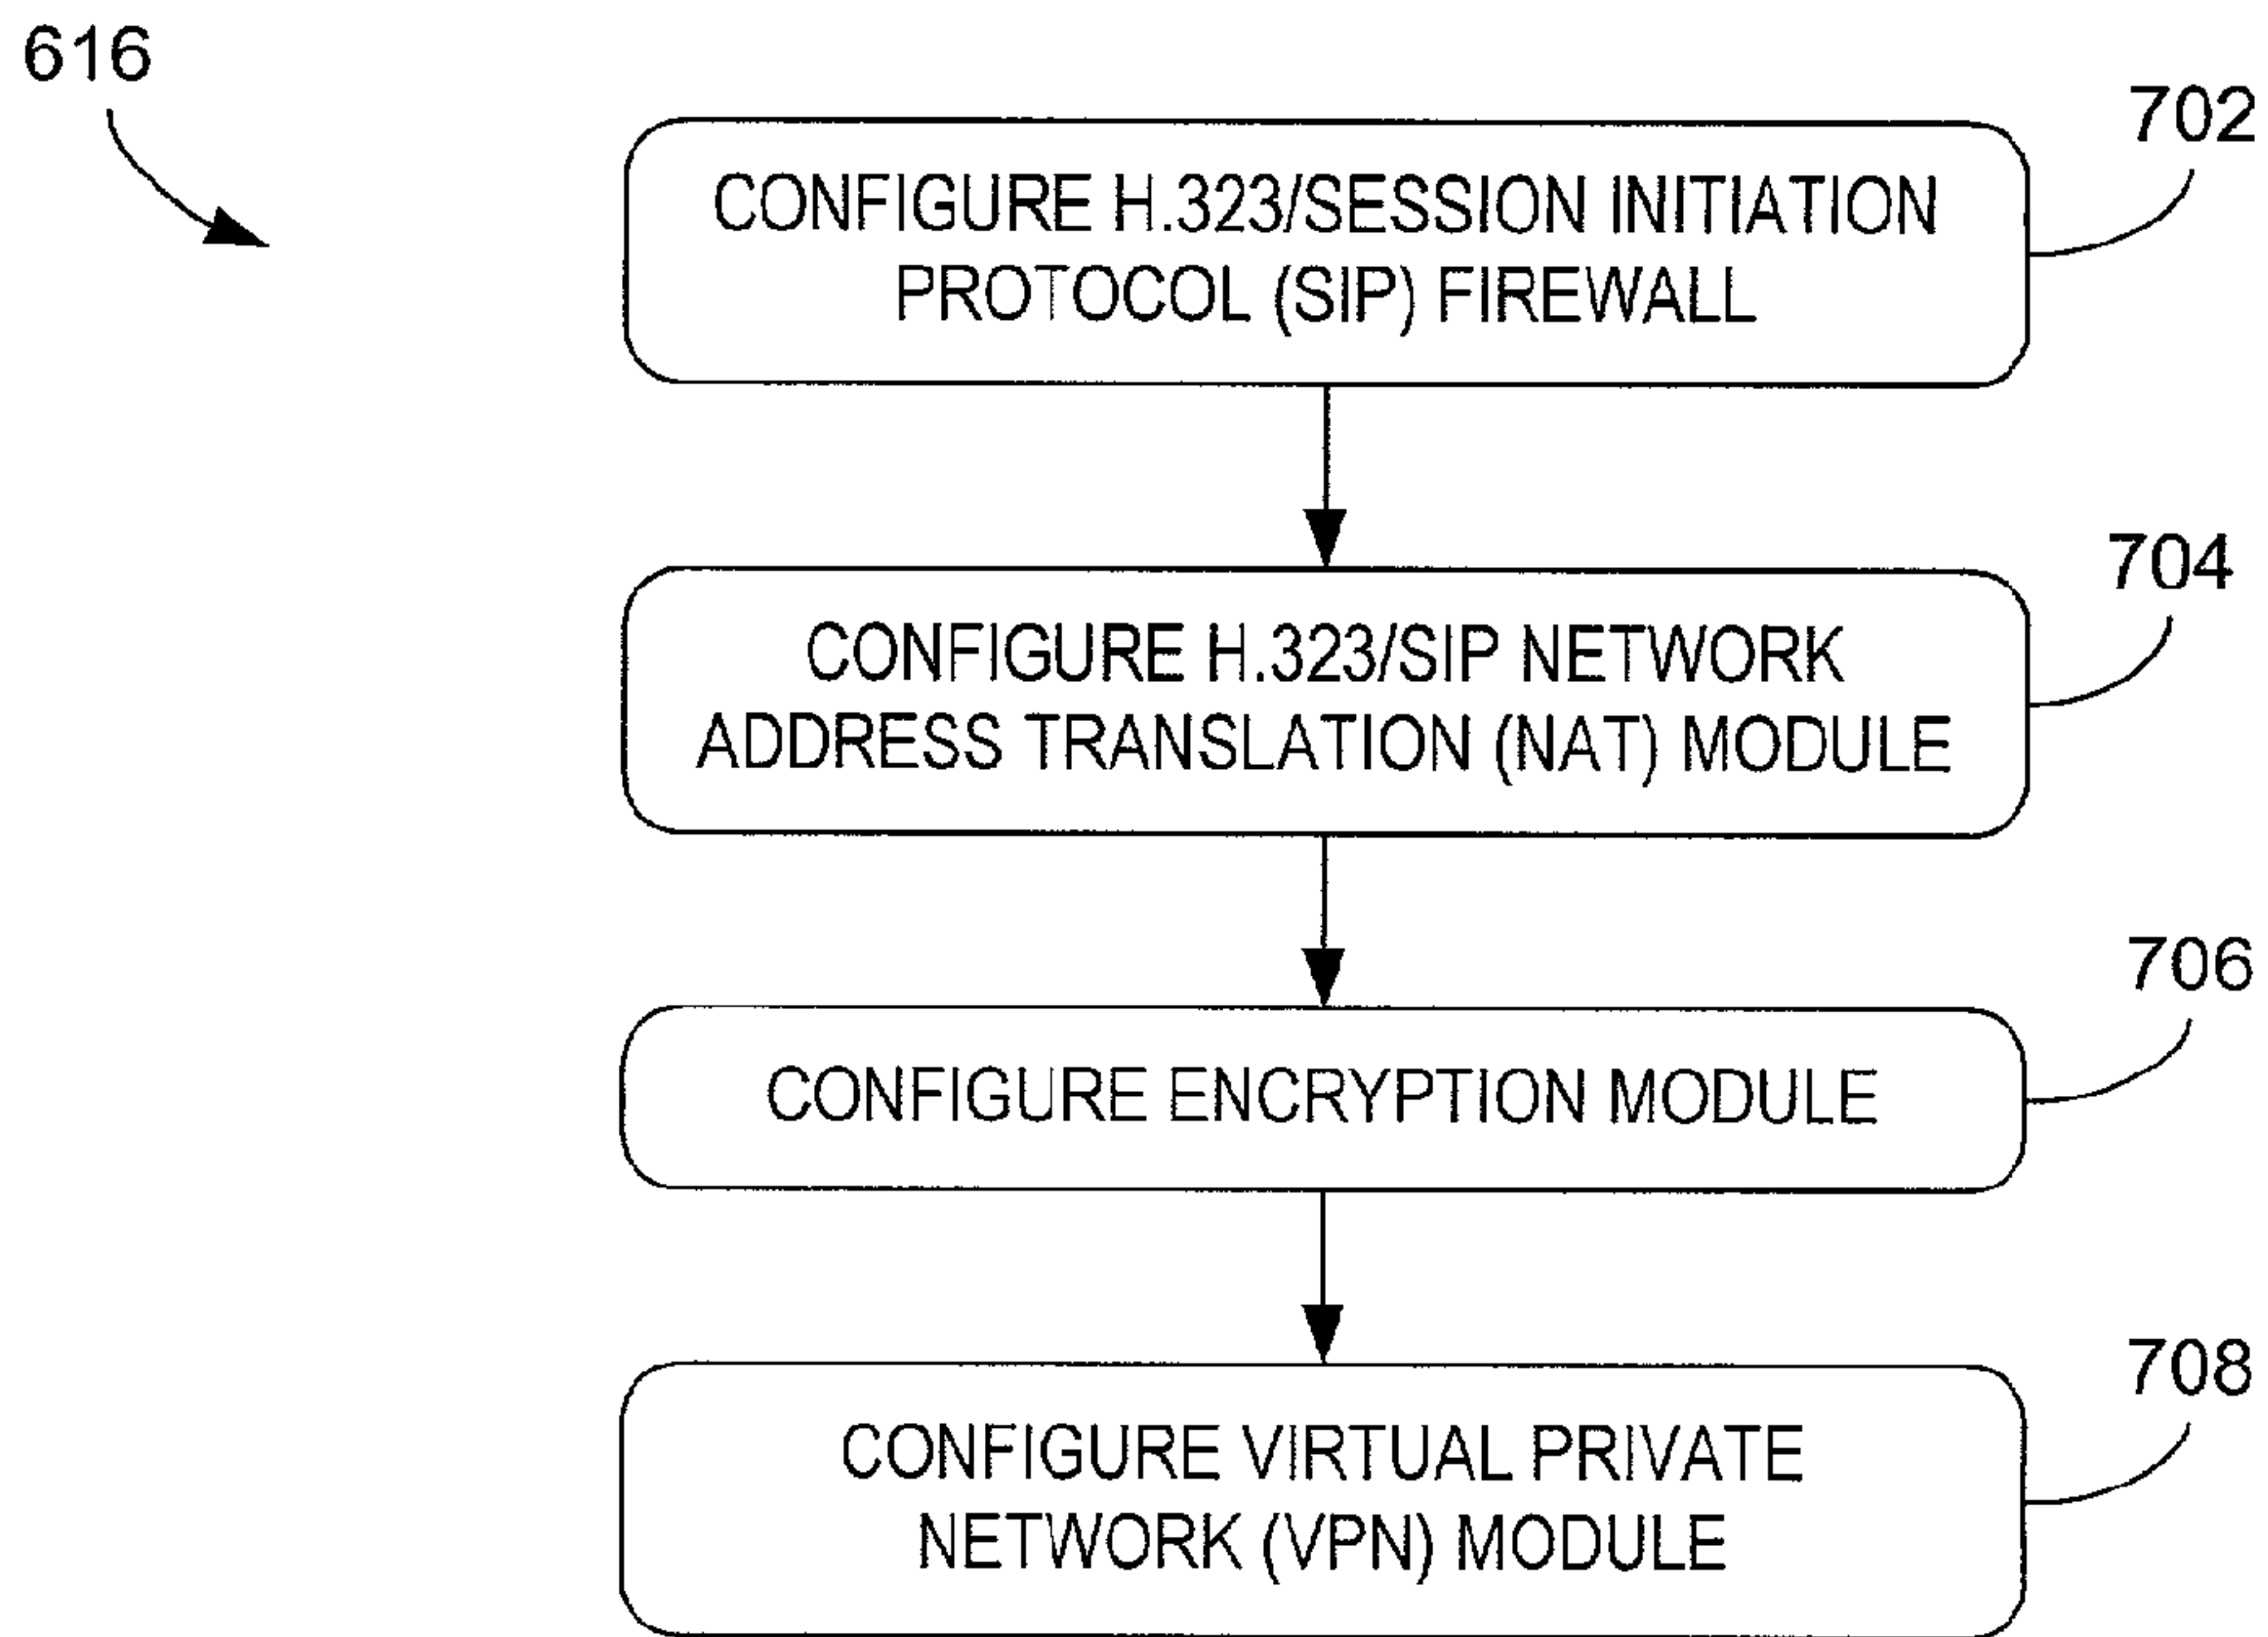 616
702
CONFIGURE H.323/SESSION INITIATION
PROTOCOL (SIP) FIREWALL
704
CONFIGURE H.323/SIP NETWORK
ADDRESS TRANSLATION (NAT) MODULE
706
CONFIGURE ENCRYPTION MODULE
708
CONFIGURE VIRTUAL PRIVATE
NETWORK (VPN) MODULE